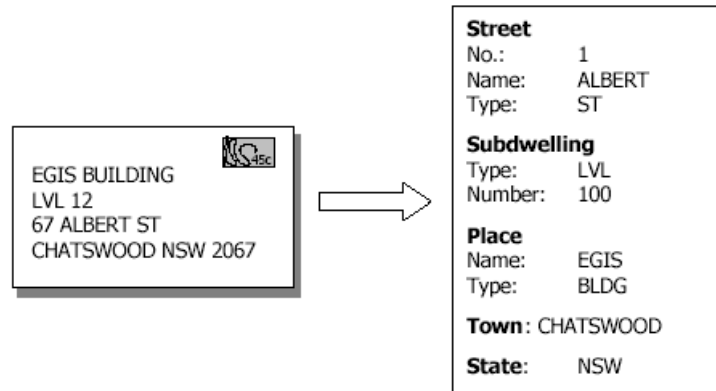 EGIS BUILDING
LVL 12
67 ALBERT ST
CHATSWOOD NSW 2067
45c
Street
No.: 1
Name: ALBERT
Type: ST
Subdwelling
Type: LVL
Number: 100
Place
Name: EGIS
Type: BLDG
Town: CHATSWOOD
State: NSW